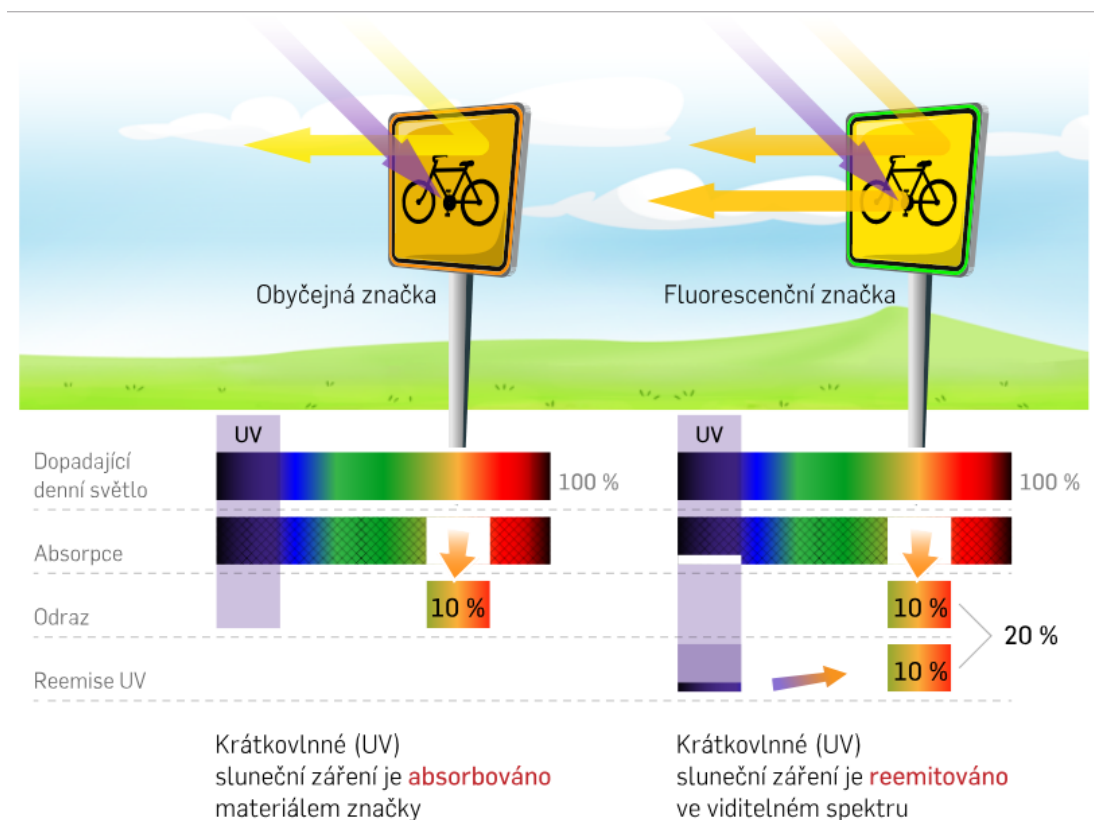 Obyčejná značka
Fluorescenční značka
UV
UV
Dopadající
denní světlo
100 %
100 %
Absorpce
Odraz
10 %
10 %
20 %
Reemise UV
10 %
Krátkovlnné (UV)
sluneční záření je absorbováno
materiálem značky
Krátkovlnné (UV)
sluneční záření je reemitováno
ve viditelném spektru